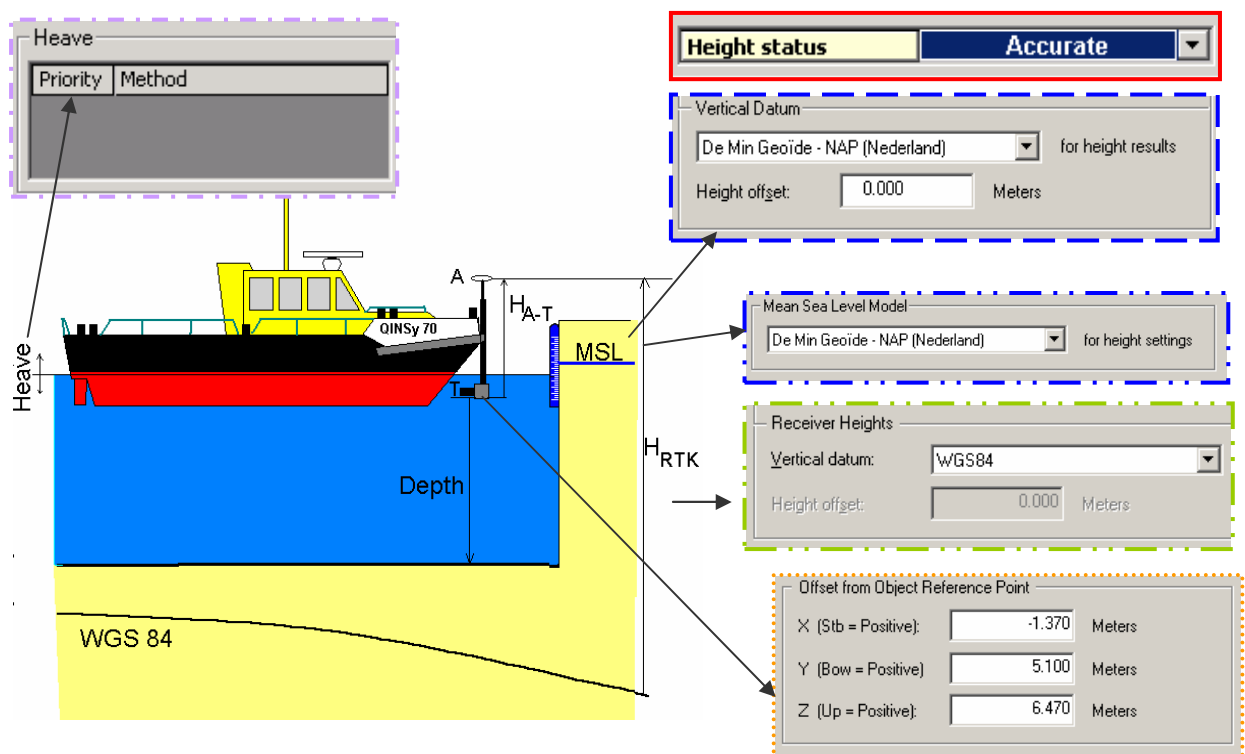 Heave
Priority Method
Height status Accurate
Vertical Datum
De Min Geoïde - NAP (Nederland) for height results
Height offset: 0.000 Meters
Mean Sea Level Model
De Min Geoïde - NAP (Nederland) for height settings
Receiver Heights
Vertical datum: WGS84
Height offset: 0.000 Meters
Offset from Object Reference Point
X (Stb = Positive): -1.370 Meters
Y (Bow = Positive) 5.100 Meters
Z (Up = Positive): 6.470 Meters
A
HA-T
QINSy 70
MSL
Heave
T
HRTK
Depth
WGS 84